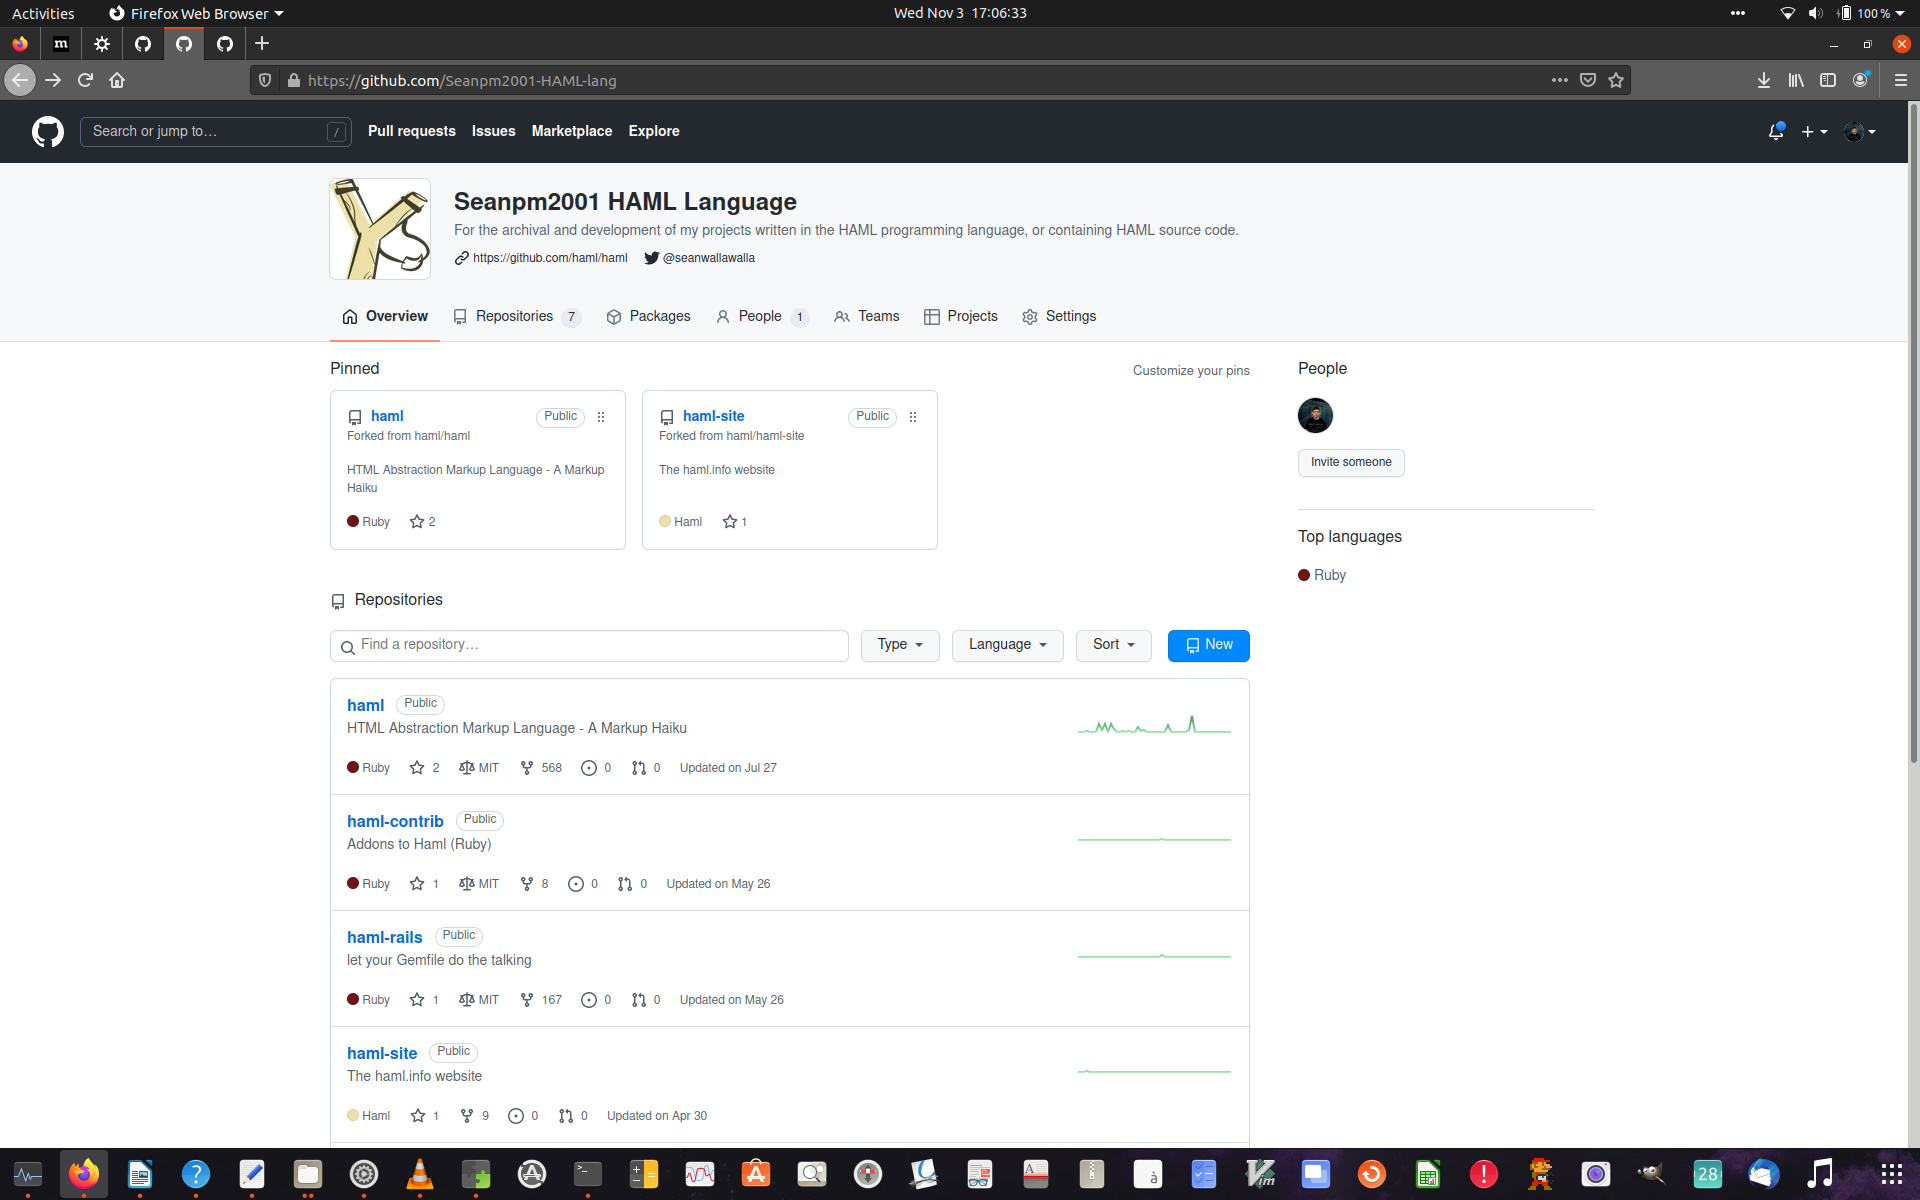 Activities
Firefox Web Browser
Wed Nov 3 17:06:33
100 %
m
https://github.com/Seanpm2001-HAML-lang
Search or jump to…
/
Pull requests
Issues
Marketplace
Explore
Seanpm2001 HAML Language
For the archival and development of my projects written in the HAML programming language, or containing HAML source code.
https://github.com/haml/haml
@seanwallawalla
Overview
Repositories 7
Packages
People 1
Teams
Projects
Settings
Pinned
Customize your pins
haml
Public
Forked from haml/haml
HTML Abstraction Markup Language - A Markup
Haiku
Ruby
2
haml-site
Public
Forked from haml/haml-site
The haml.info website
Haml
1
People
Invite someone
Top languages
Ruby
Repositories
Find a repository…
Type
Language
Sort
New
haml Public
HTML Abstraction Markup Language - A Markup Haiku
Ruby 2 MIT 568 0 0 Updated on Jul 27
haml-contrib Public
Addons to Haml (Ruby)
Ruby 1 MIT 8 0 0 Updated on May 26
haml-rails Public
let your Gemfile do the talking
Ruby 1 MIT 167 0 0 Updated on May 26
haml-site Public
The haml.info website
Haml 1 9 0 0 Updated on Apr 30
?
>_
A
à
Vim
!
28